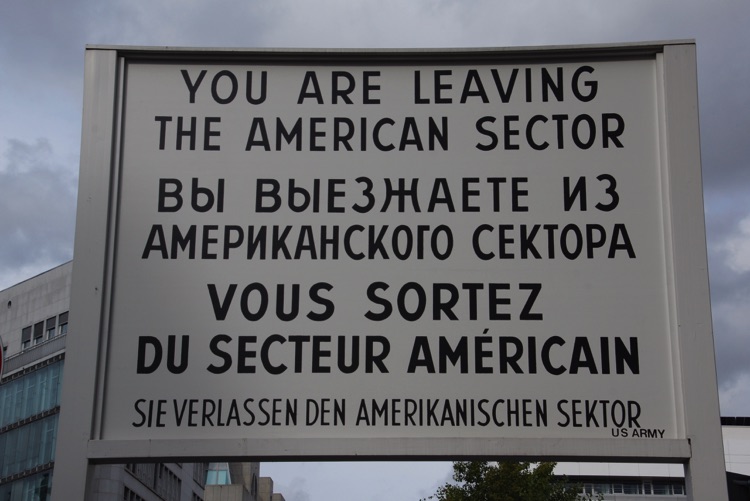 YOU ARE LEAVING
THE AMERICAN SECTOR
ВЫ ВЫЕЗЖАЕТЕ ИЗ
АМЕРИКАНСКОГО СЕКТОРА
VOUS SORTEZ
DU SECTEUR AMÉRICAIN
SIE VERLASSEN DEN AMERIKANISCHEN SEKTOR
US ARMY